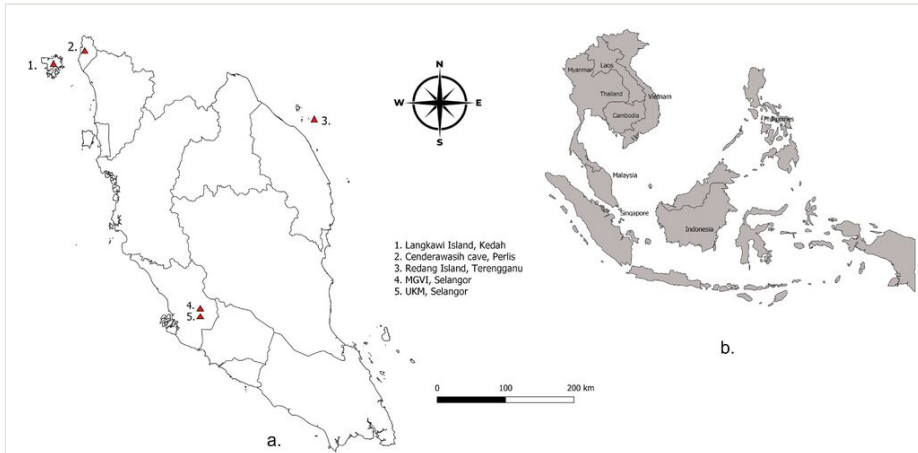 1.
2.
3.
4.
5.
N
W E
S
1. Langkawi Island, Kedah
2. Cenderawasih cave, Perlis
3. Redang Island, Terengganu
4. MGVI, Selangor
5. UKM, Selangor
0 100 200 km
a.
Myanmar
Laos
Thailand
Vietnam
Cambodia
Philippines
Malaysia
Singapore
Indonesia
b.